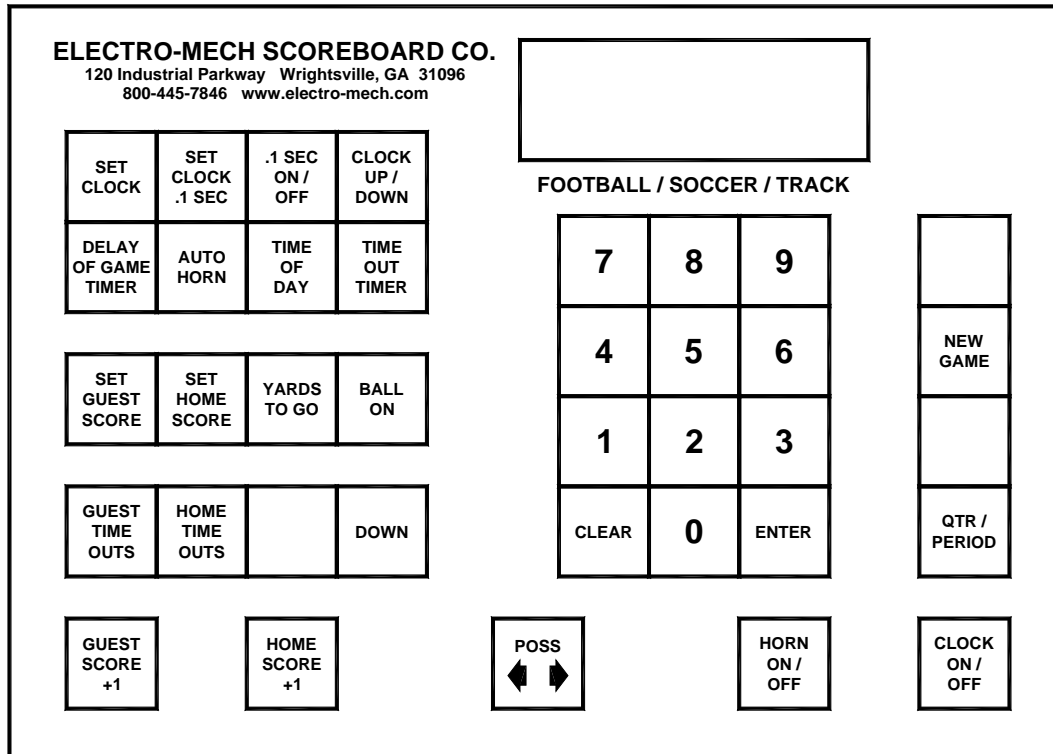 ELECTRO-MECH SCOREBOARD CO.
120 Industrial Parkway   Wrightsville, GA  31096
800-445-7846   www.electro-mech.com
SET
CLOCK
SET
CLOCK
.1 SEC
.1 SEC
ON /
OFF
CLOCK
UP /
DOWN
DELAY
OF GAME
TIMER
AUTO
HORN
TIME
OF
DAY
TIME
OUT
TIMER
SET
GUEST
SCORE
SET
HOME
SCORE
YARDS
TO GO
BALL
ON
GUEST
TIME
OUTS
HOME
TIME
OUTS
DOWN
GUEST
SCORE
+1
HOME
SCORE
+1
FOOTBALL / SOCCER / TRACK
7
8
9
4
5
6
1
2
3
CLEAR
0
ENTER
NEW
GAME
QTR /
PERIOD
POSS
HORN
ON /
OFF
CLOCK
ON /
OFF